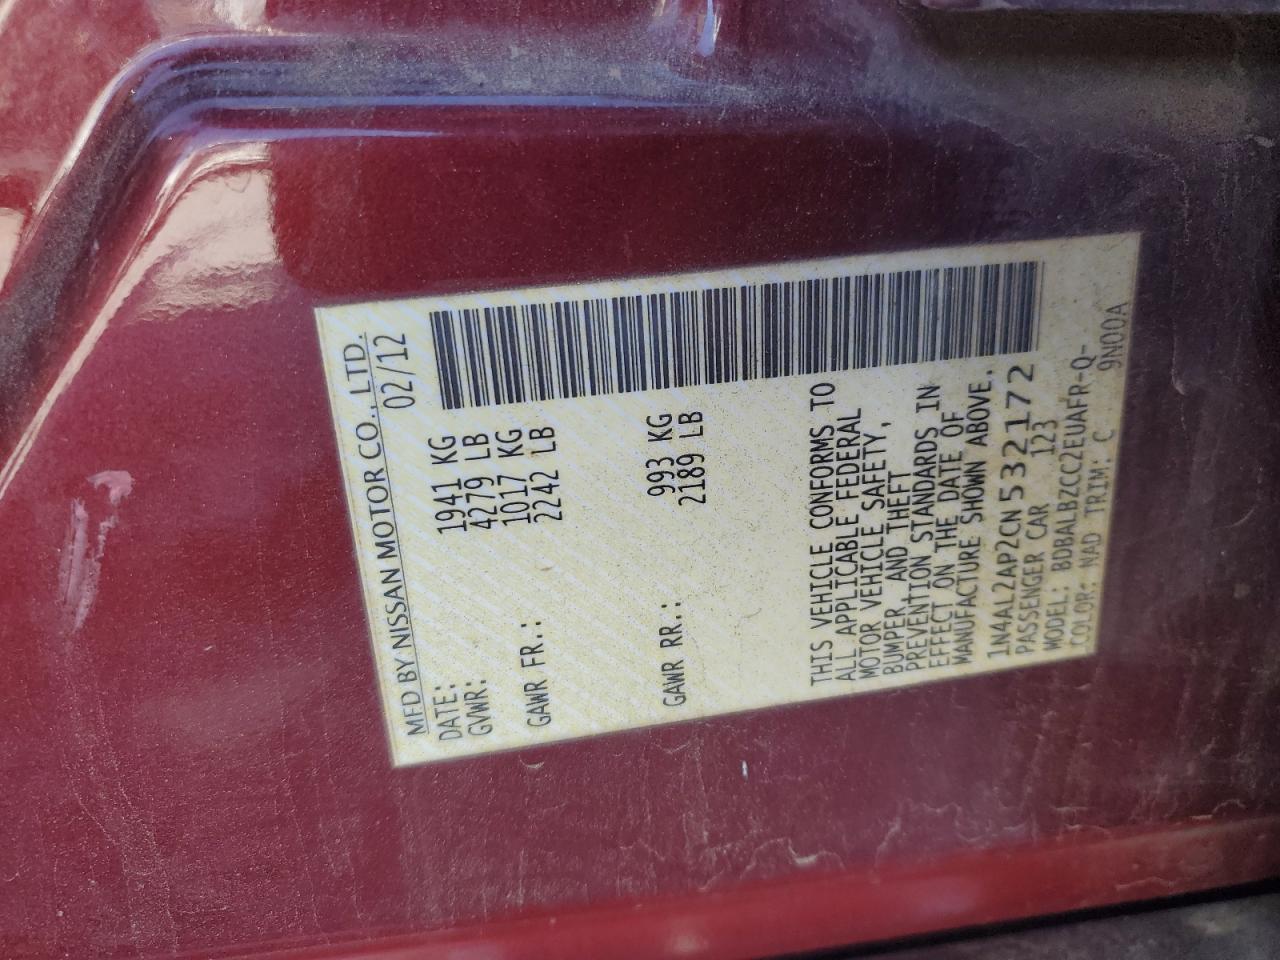 MFD BY NISSAN MOTOR CO., LTD.
DATE: 02/12
GVWR: 1941 KG
4279 LB
GAWR FR.: 1017 KG
2242 LB
GAWR RR.: 993 KG
2189 LB
THIS VEHICLE CONFORMS TO
ALL APPLICABLE FEDERAL
MOTOR VEHICLE SAFETY,
BUMPER, AND THEFT
PREVENTION STANDARDS IN
EFFECT ON THE DATE OF
MANUFACTURE SHOWN ABOVE.
1N4AL2AP2CN532172
PASSENGER CAR 123
MODEL: BDBALBZCC2EUAFR-Q-
COLOR: NAD TRIM: C 9N00A